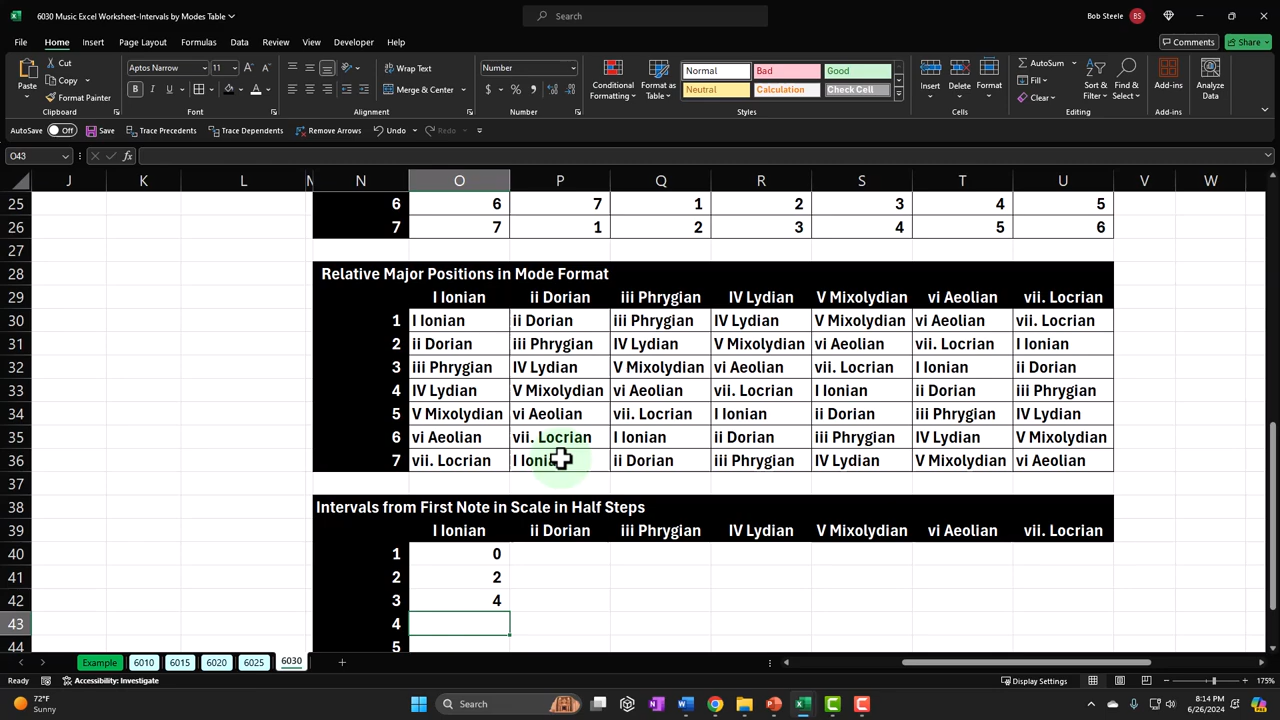 6030 Music Excel Worksheet-Intervals by Modes Table
Search
Bob Steele BS
File Home Insert Page Layout Formulas Data Review View Developer Help
Comments Share
Paste Cut Copy Format Painter Clipboard
Aptos Narrow 11 Font
Wrap Text Merge & Center Alignment
Number Number
Conditional Formatting Format as Table Normal Bad Good Neutral Calculation Check Cell Styles
Insert Delete Format Cells
AutoSum Fill Clear Sort & Filter Find & Select Editing
Add-ins Add-ins
Analyze Data
AutoSave Off Save Trace Precedents Trace Dependents Remove Arrows Undo Redo
O43 fx
J K L M N O P Q R S T U V W
25 6 6 7 1 2 3 4 5
26 7 7 1 2 3 4 5 6
27
28 Relative Major Positions in Mode Format
29 I Ionian ii Dorian iii Phrygian IV Lydian V Mixolydian vi Aeolian vii. Locrian
30 1 I Ionian ii Dorian iii Phrygian IV Lydian V Mixolydian vi Aeolian vii. Locrian
31 2 ii Dorian iii Phrygian IV Lydian V Mixolydian vi Aeolian vii. Locrian I Ionian
32 3 iii Phrygian IV Lydian V Mixolydian vi Aeolian vii. Locrian I Ionian ii Dorian
33 4 IV Lydian V Mixolydian vi Aeolian vii. Locrian I Ionian ii Dorian iii Phrygian
34 5 V Mixolydian vi Aeolian vii. Locrian I Ionian ii Dorian iii Phrygian IV Lydian
35 6 vi Aeolian vii. Locrian I Ionian ii Dorian iii Phrygian IV Lydian V Mixolydian
36 7 vii. Locrian I Ionian ii Dorian iii Phrygian IV Lydian V Mixolydian vi Aeolian
37
38 Intervals from First Note in Scale in Half Steps
39 I Ionian ii Dorian iii Phrygian IV Lydian V Mixolydian vi Aeolian vii. Locrian
40 1 0
41 2 2
42 3 4
43 4
44 5
Example 6010 6015 6020 6025 6030
Ready Accessibility: Investigate Display Settings 175%
72°F
Sunny
Search
8:14 PM
6/26/2024